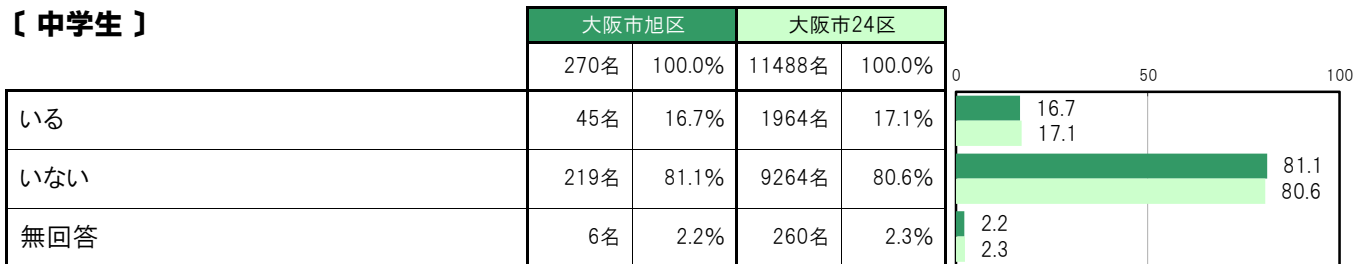 〔 中学生 〕
大阪市旭区 大阪市24区
270名 100.0% 11488名 100.0%
0 50 100
いる 45名 16.7% 1964名 17.1%
16.7
17.1
いない 219名 81.1% 9264名 80.6%
81.1
80.6
無回答 6名 2.2% 260名 2.3%
2.2
2.3